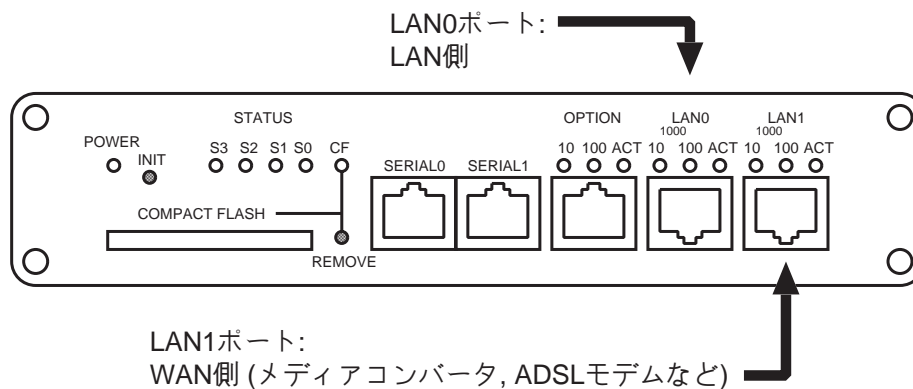 LAN0ポート:
LAN側
STATUS
OPTION
LAN0
LAN1
1000
1000
POWER
INIT
S3 S2 S1 S0 CF
10 100 ACT
10 100 ACT
10 100 ACT
SERIAL0
SERIAL1
COMPACT FLASH
REMOVE
LAN1ポート:
WAN側 (メディアコンバータ, ADSLモデムなど)